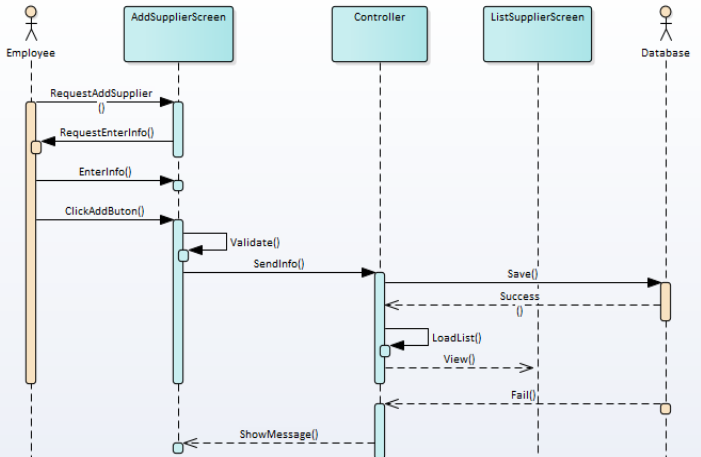 AddSupplierScreen
Controller
ListSupplierScreen
Employee
Database
RequestAddSupplier
()
RequestEnterInfo()
EnterInfo()
ClickAddButon()
Validate()
SendInfo()
Save()
Success
()
LoadList()
View()
Fail()
ShowMessage()